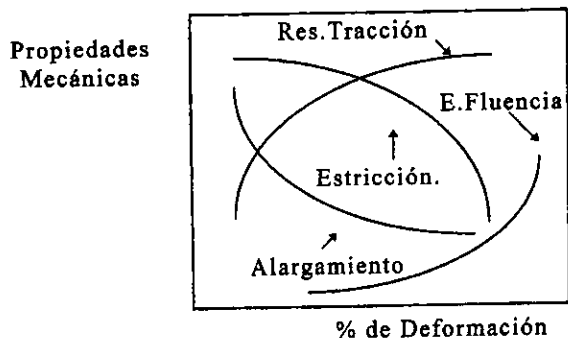 Propiedades
Mecánicas
Res.Tracción
E.Fluencia
Estricción.
Alargamiento
% de Deformación